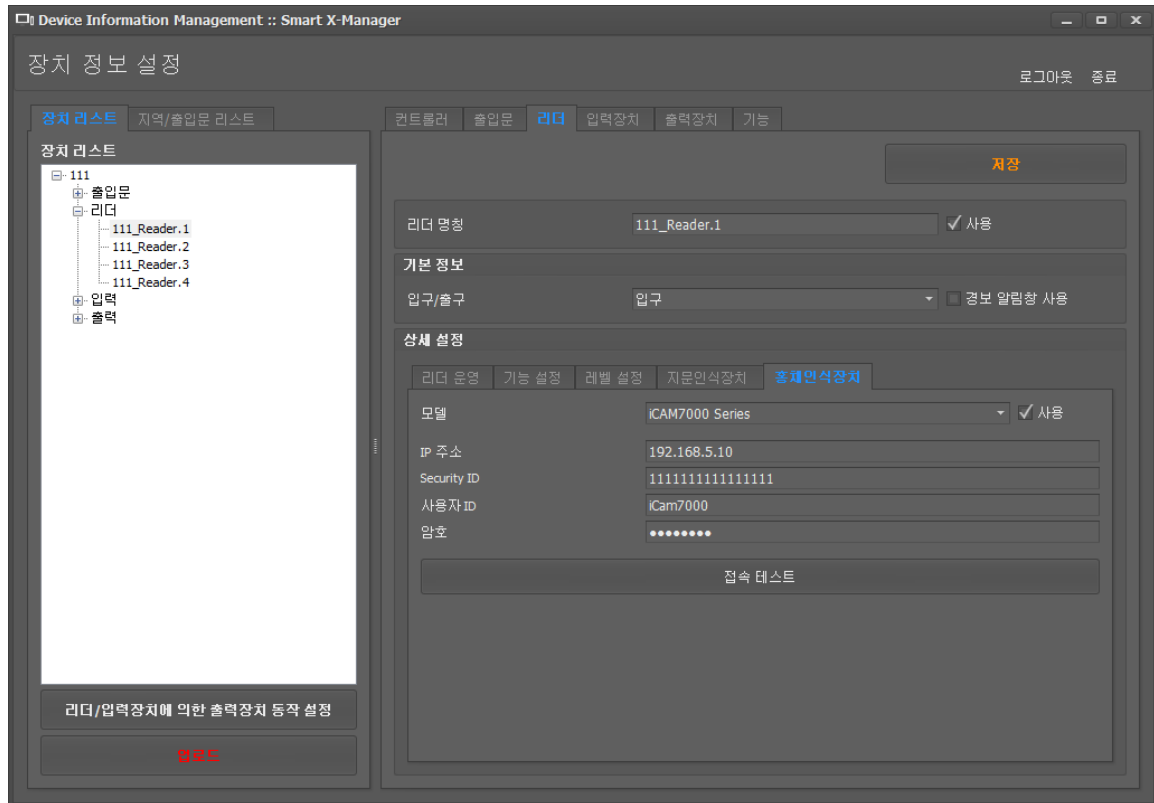 Device Information Management :: Smart X-Manager
장치 정보 설정
로그아웃 종료
장치 리스트 지역/출입문 리스트
장치 리스트
111
출입문
리더
111_Reader.1
111_Reader.2
111_Reader.3
111_Reader.4
입력
출력
리더/입력장치에 의한 출력장치 동작 설정
업로드
컨트롤러 출입문 리더 입력장치 출력장치 기능
저장
리더 명칭 111_Reader.1 사용
기본 정보
입구/출구 입구 경보 알림창 사용
상세 설정
리더 운영 기능 설정 레벨 설정 지문인식장치 홍채인식장치
모델 iCAM7000 Series 사용
IP 주소 192.168.5.10
Security ID 1111111111111111
사용자 ID iCam7000
암호 ●●●●●●●●
접속 테스트